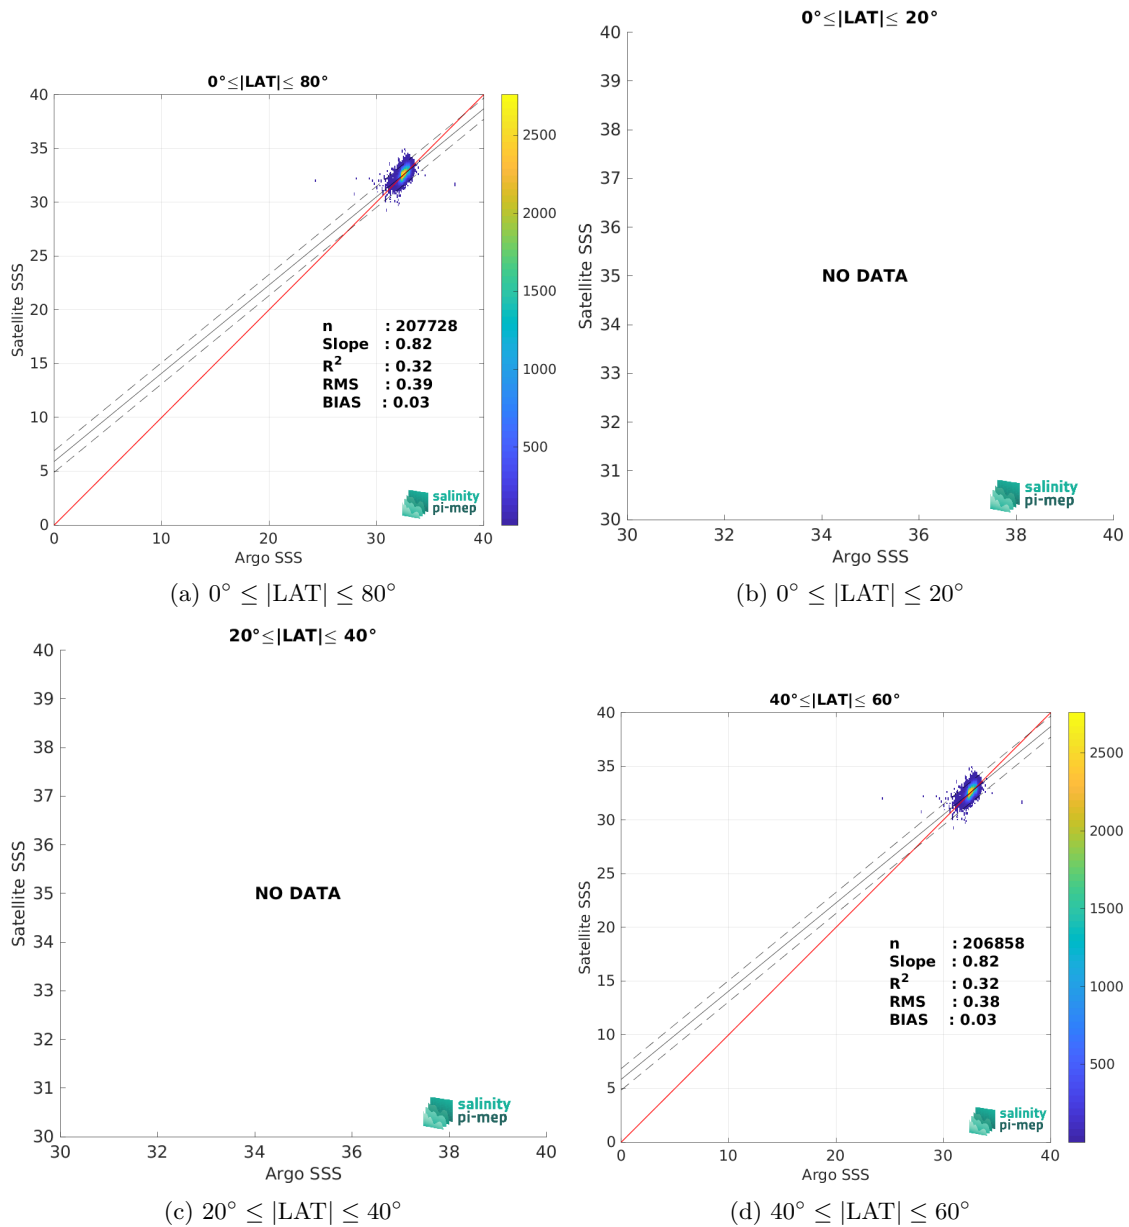 0°≤|LAT|≤ 80°
40
35
30
25
20
15
10
5
0
0
10
20
30
40
Satellite SSS
Argo SSS
n : 207728
Slope : 0.82
R² : 0.32
RMS : 0.39
BIAS : 0.03
salinity
pi-mep
2500
2000
1500
1000
500
(a) 0° ≤ |LAT| ≤ 80°
0°≤|LAT|≤ 20°
40
39
38
37
36
35
34
33
32
31
30
30
32
34
36
38
40
Satellite SSS
Argo SSS
NO DATA
salinity
pi-mep
(b) 0° ≤ |LAT| ≤ 20°
20°≤|LAT|≤ 40°
40
39
38
37
36
35
34
33
32
31
30
30
32
34
36
38
40
Satellite SSS
Argo SSS
NO DATA
salinity
pi-mep
(c) 20° ≤ |LAT| ≤ 40°
40°≤|LAT|≤ 60°
40
35
30
25
20
15
10
5
0
0
10
20
30
40
Satellite SSS
Argo SSS
n : 206858
Slope : 0.82
R² : 0.32
RMS : 0.38
BIAS : 0.03
salinity
pi-mep
2500
2000
1500
1000
500
(d) 40° ≤ |LAT| ≤ 60°